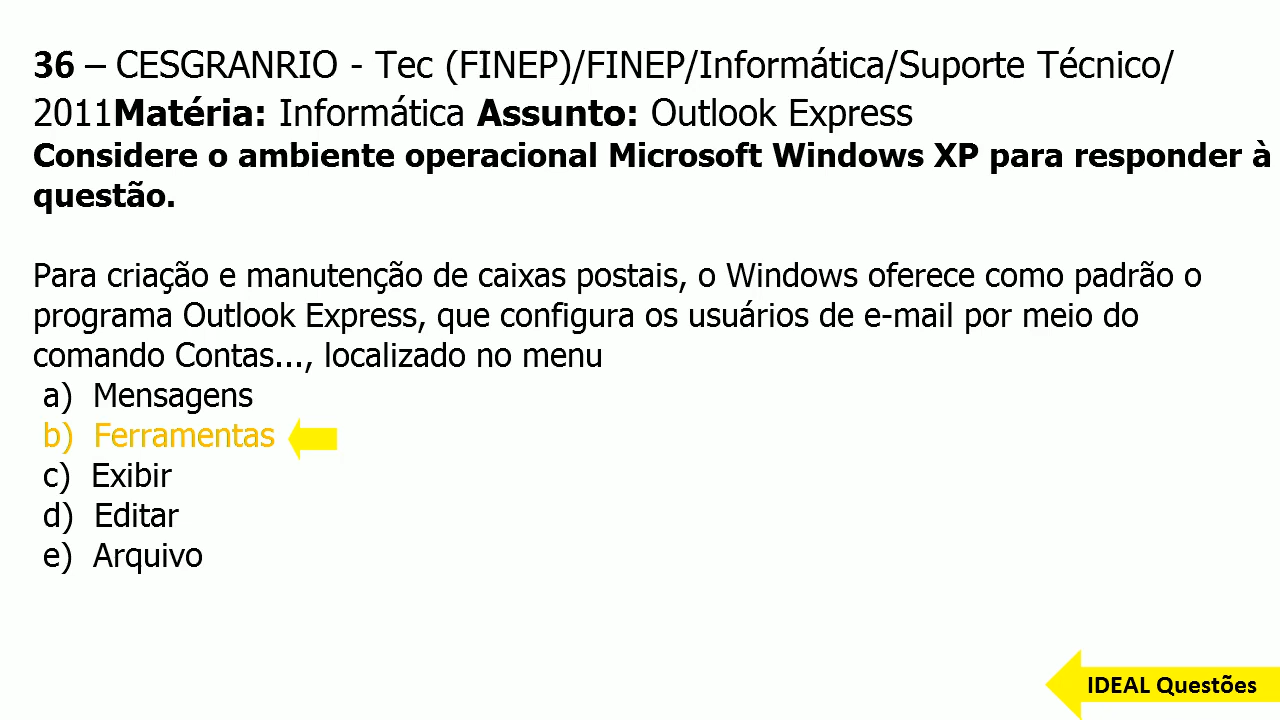 36 – CESGRANRIO - Tec (FINEP)/FINEP/Informática/Suporte Técnico/
2011Matéria: Informática Assunto: Outlook Express
Considere o ambiente operacional Microsoft Windows XP para responder à
questão.
Para criação e manutenção de caixas postais, o Windows oferece como padrão o
programa Outlook Express, que configura os usuários de e-mail por meio do
comando Contas..., localizado no menu
a) Mensagens
b) Ferramentas
c) Exibir
d) Editar
e) Arquivo
IDEAL Questões